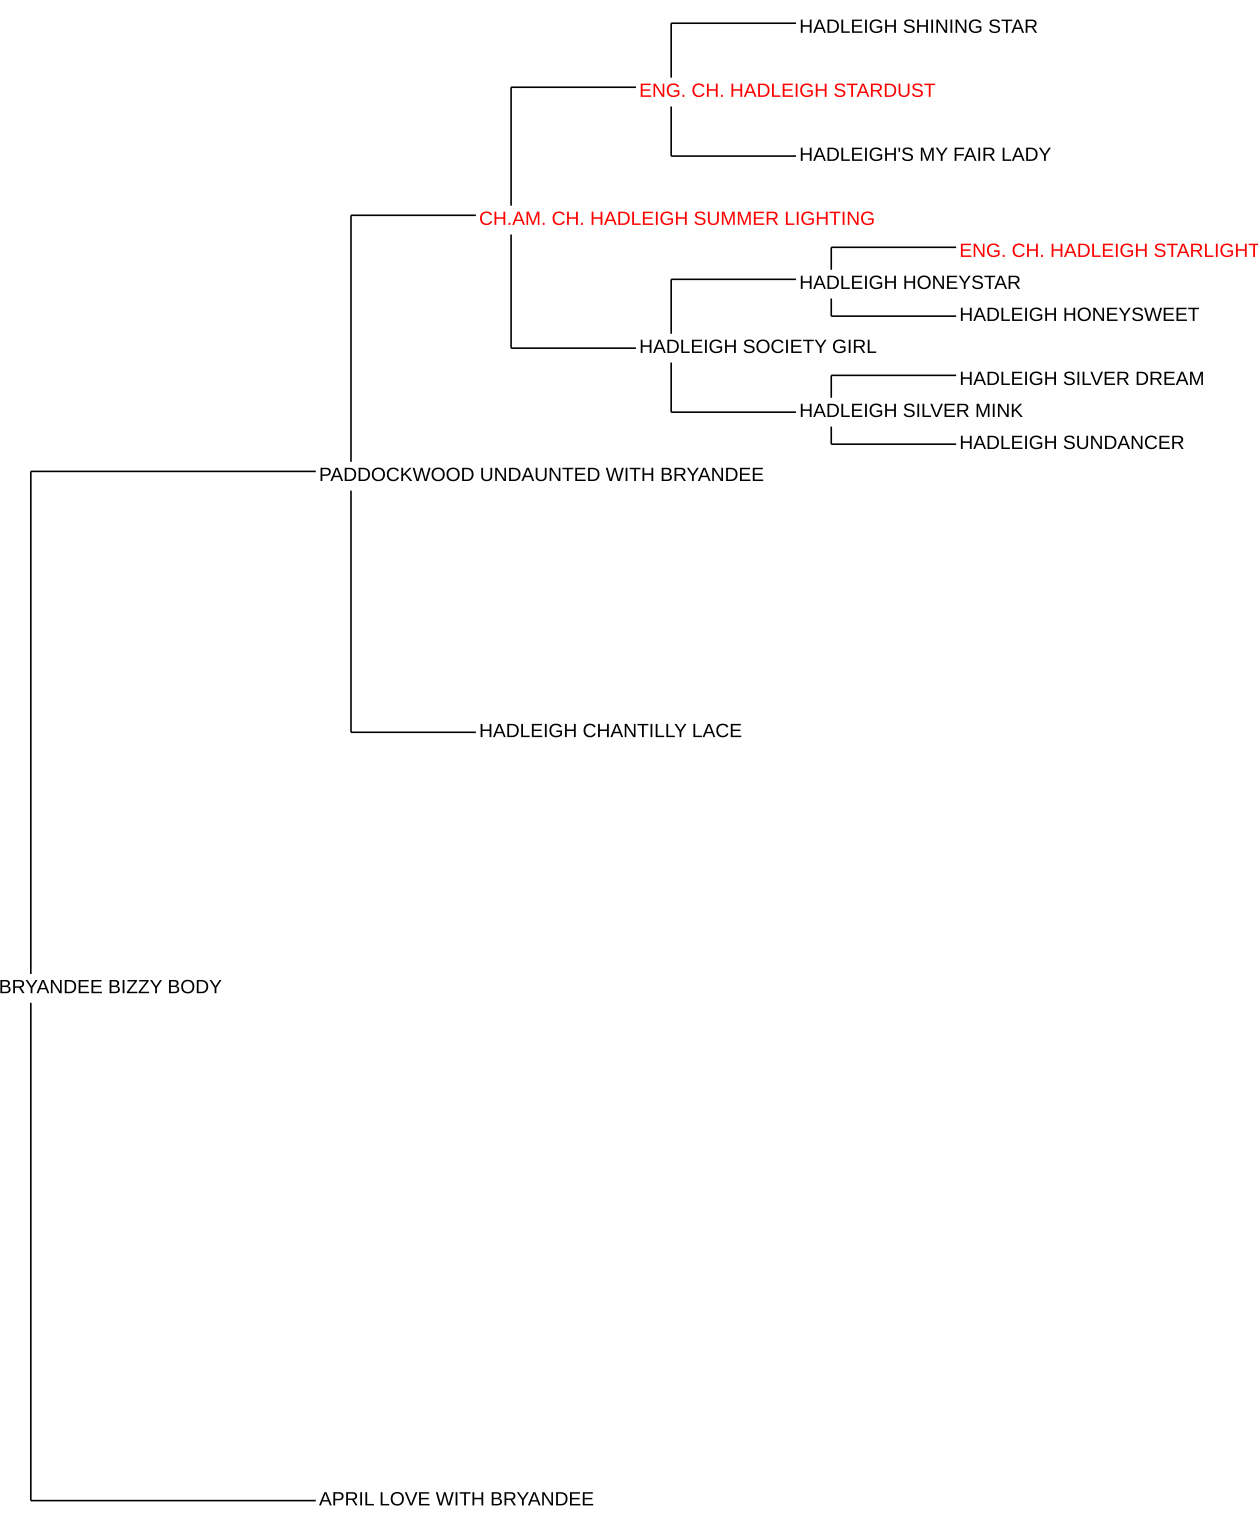 HADLEIGH SHINING STAR
ENG. CH. HADLEIGH STARDUST
HADLEIGH'S MY FAIR LADY
CH.AM. CH. HADLEIGH SUMMER LIGHTING
ENG. CH. HADLEIGH STARLIGHT
HADLEIGH HONEYSTAR
HADLEIGH HONEYSWEET
HADLEIGH SOCIETY GIRL
HADLEIGH SILVER DREAM
HADLEIGH SILVER MINK
HADLEIGH SUNDANCER
PADDOCKWOOD UNDAUNTED WITH BRYANDEE
HADLEIGH CHANTILLY LACE
BRYANDEE BIZZY BODY
APRIL LOVE WITH BRYANDEE